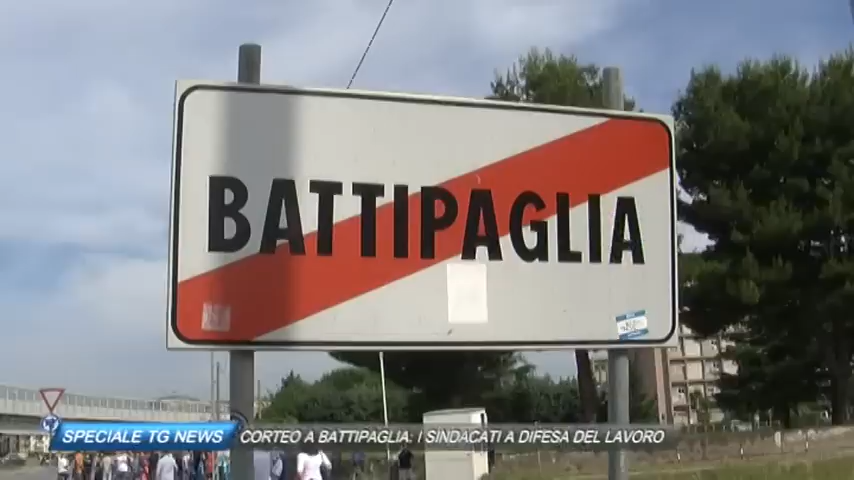 BATTIPAGLIA
SPECIALE TG NEWS CORTEO A BATTIPAGLIA: I SINDACATI A DIFESA DEL LAVORO